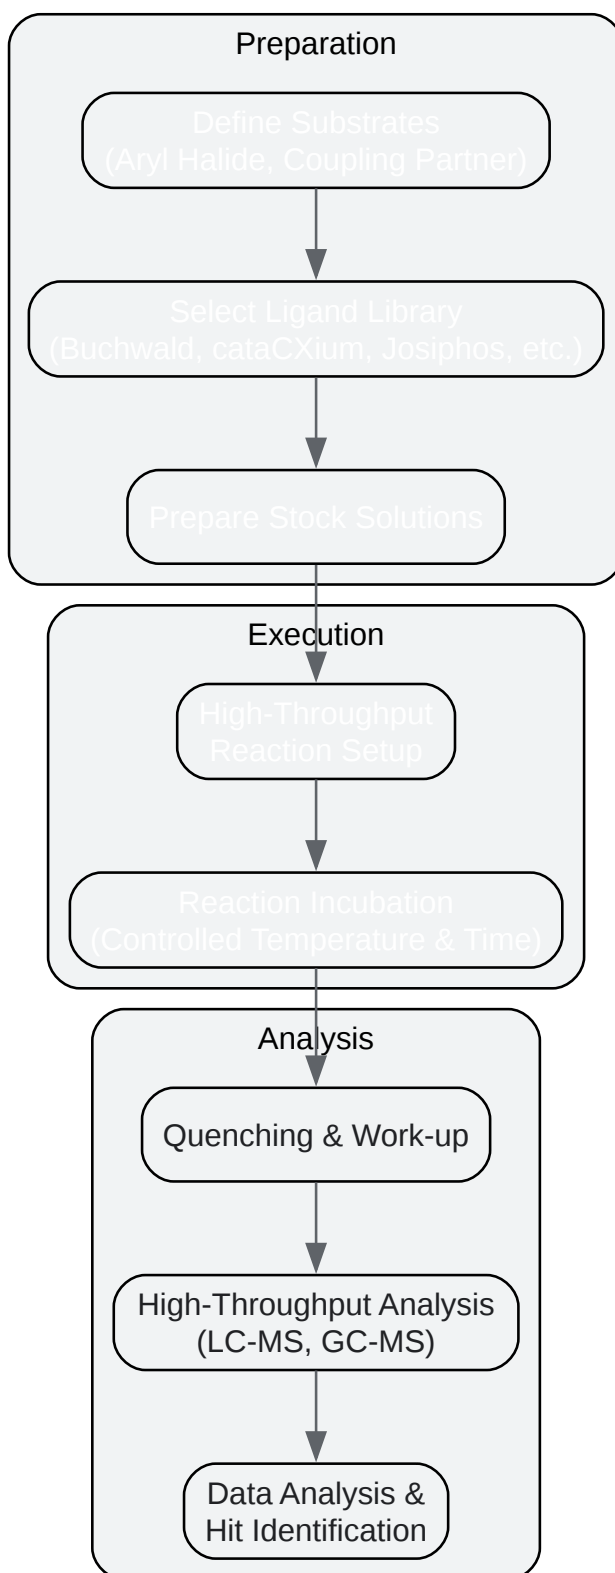 Preparation
Define Substrates
(Aryl Halide, Coupling Partner)
Select Ligand Library
(Buchwald, cataCXium, Josiphos, etc.)
Prepare Stock Solutions
Execution
High-Throughput
Reaction Setup
Reaction Incubation
(Controlled Temperature & Time)
Analysis
Quenching & Work-up
High-Throughput Analysis
(LC-MS, GC-MS)
Data Analysis &
Hit Identification